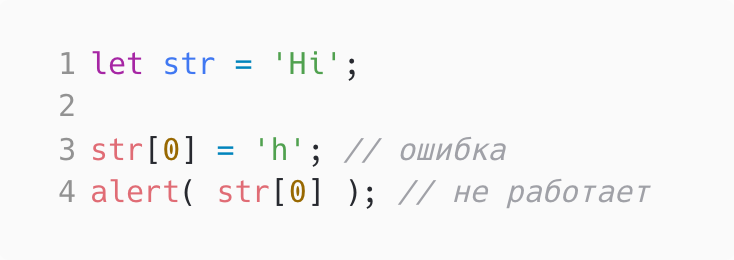 1 let str = 'Hi';
2
3 str[0] = 'h'; // ошибка
4 alert( str[0] ); // не работает